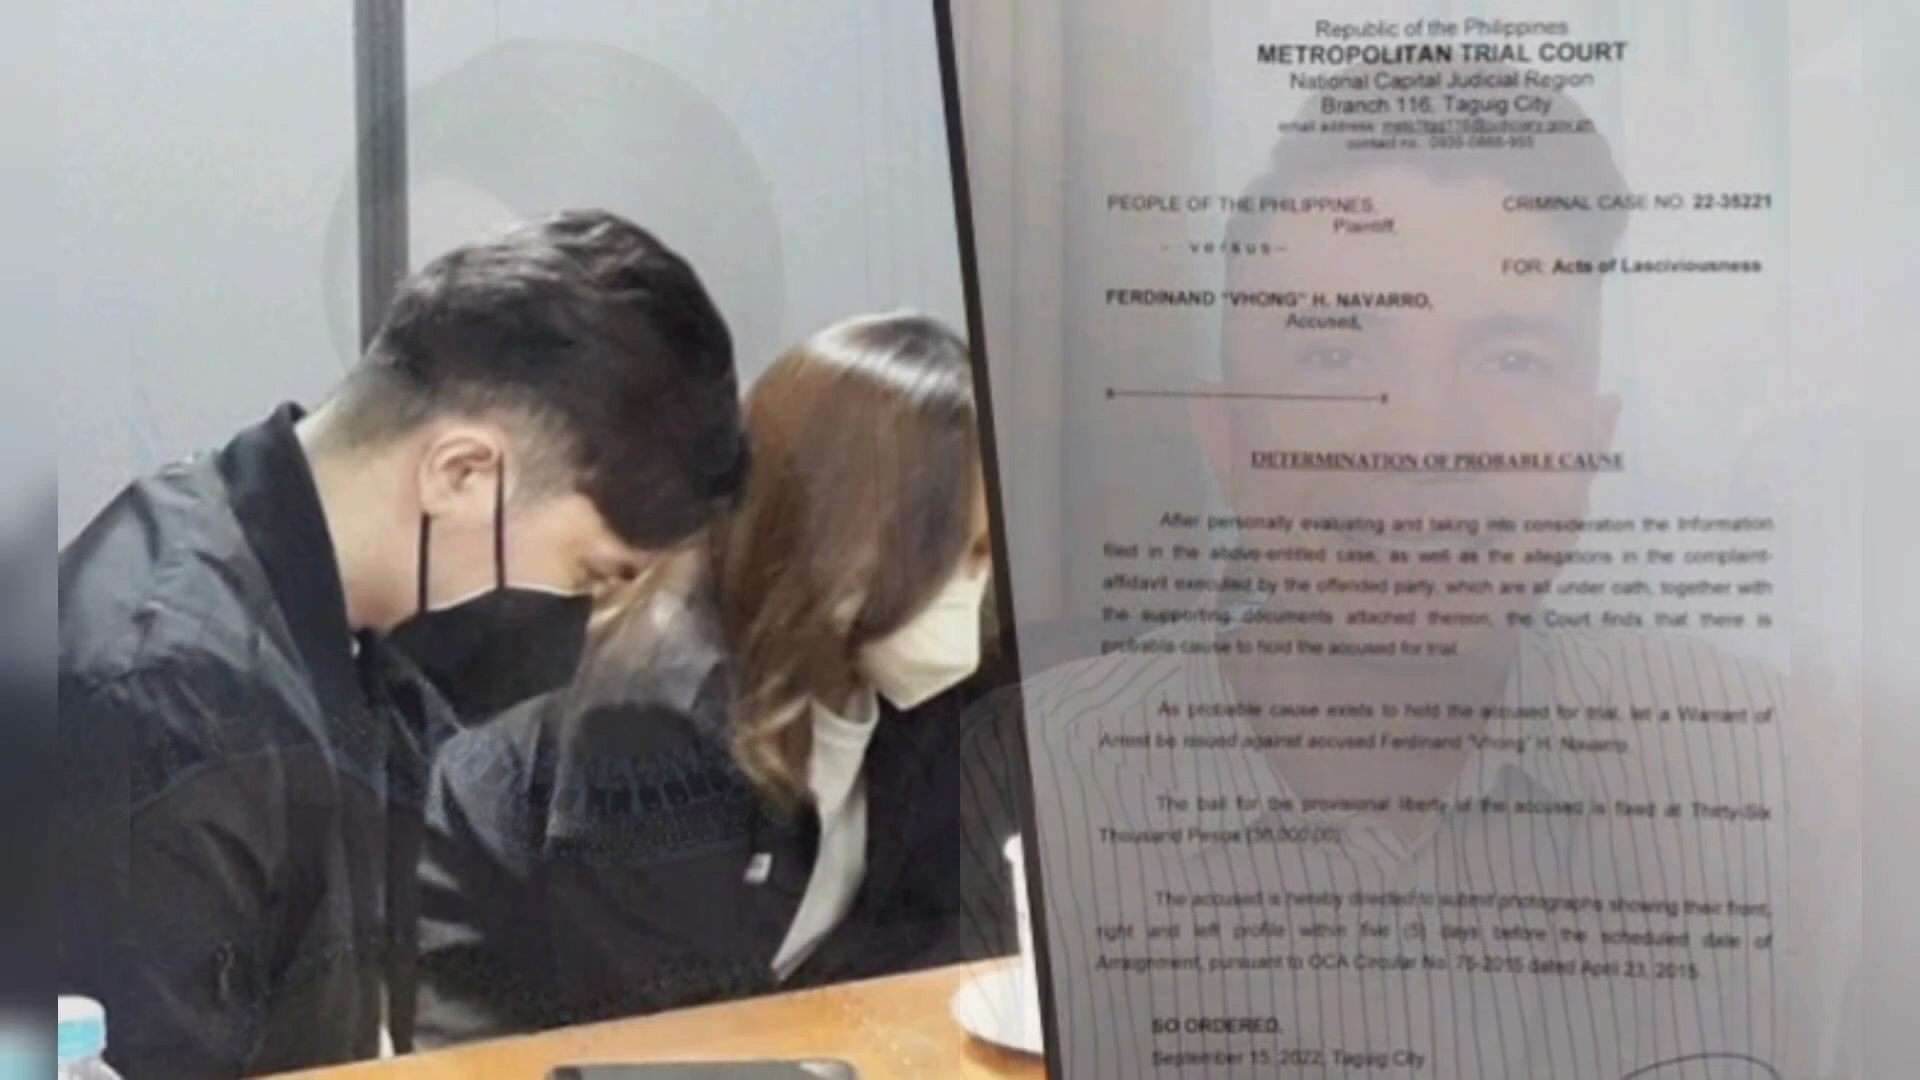 Republic of the Philippines
METROPOLITAN TRIAL COURT
National Capital Judicial Region
Branch 116, Taguig City
email address:
contact no.:
PEOPLE OF THE PHILIPPINES,
Plaintiff,
CRIMINAL CASE NO. 22-35221
- versus -
FOR: Acts of Lasciviousness
FERDINAND "VHONG" H. NAVARRO,
Accused,
DETERMINATION OF PROBABLE CAUSE
After personally evaluating and taking into consideration the Information
filed in the above-entitled case, as well as the allegations in the complaint-
affidavit executed by the offended party, which are all under oath, together with
the supporting documents attached thereon, the Court finds that there is
probable cause to hold the accused for trial.
As probable cause exists to hold the accused for trial, let a Warrant of
Arrest be issued against accused Ferdinand "Vhong" H. Navarro.
The bail for the provisional liberty of the accused is fixed at Thirty-Six
Thousand Pesos (36,000.00)
The accused is hereby directed to submit photographs showing their front,
right and left profile within five (5) days before the scheduled date of
Arraignment, pursuant to OCA Circular No. 75-2015 dated April 23, 2015.
SO ORDERED.
September 15, 2022, Taguig City